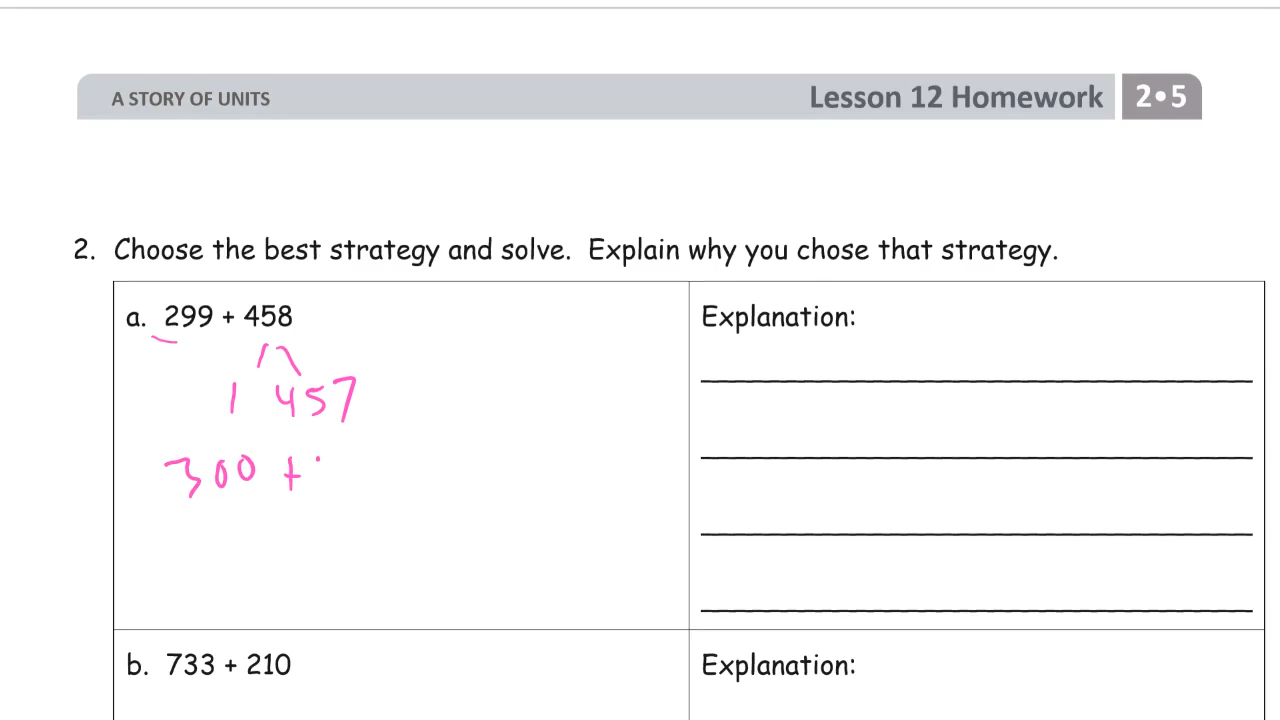 A STORY OF UNITS
Lesson 12 Homework 2•5
2. Choose the best strategy and solve. Explain why you chose that strategy.
a. 299 + 458
Explanation:
1 457
300 +
b. 733 + 210
Explanation: